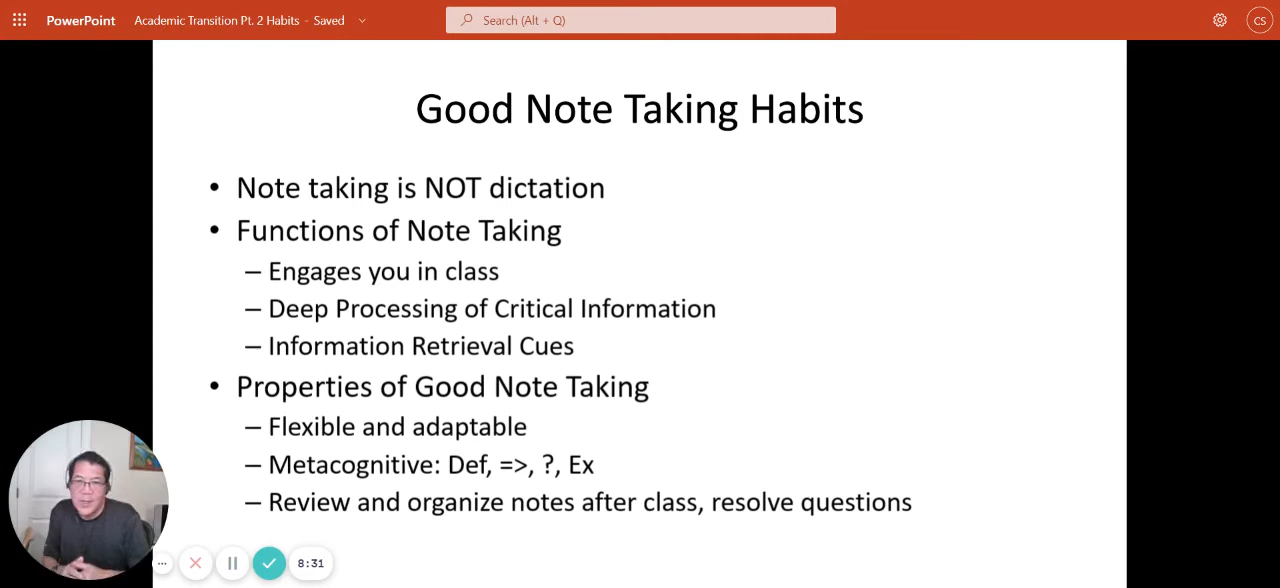 PowerPoint Academic Transition Pt. 2 Habits - Saved Search (Alt + Q) CS
Good Note Taking Habits
• Note taking is NOT dictation
• Functions of Note Taking
– Engages you in class
– Deep Processing of Critical Information
– Information Retrieval Cues
• Properties of Good Note Taking
– Flexible and adaptable
– Metacognitive: Def, =>, ?, Ex
– Review and organize notes after class, resolve questions
8:31